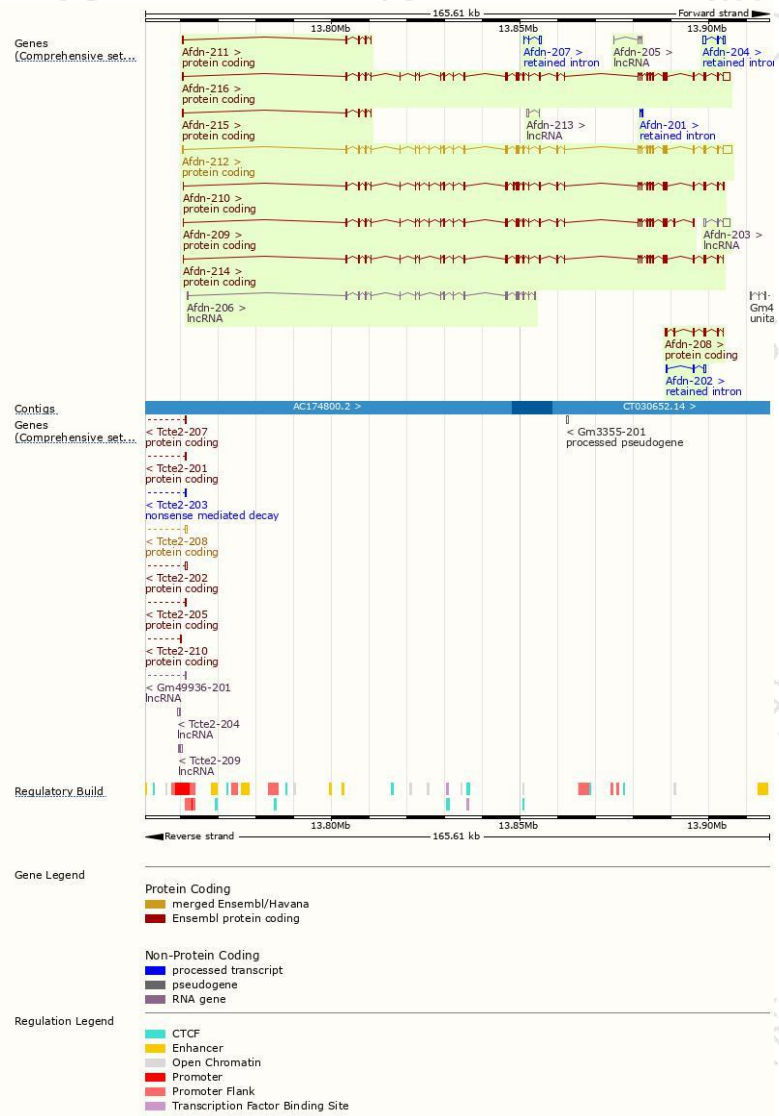 165.61 kb
Forward strand
13.80Mb 13.85Mb 13.90Mb
Genes
(Comprehensive set...
Afdn-211 > Afdn-207 > Afdn-205 > Afdn-204 >
protein coding retained intron lncRNA retained intron
Afdn-216 >
protein coding
Afdn-215 > Afdn-213 > Afdn-201 >
protein coding lncRNA retained intron
Afdn-212 >
protein coding
Afdn-210 >
protein coding
Afdn-209 > Afdn-203 >
protein coding lncRNA
Afdn-214 >
protein coding
Afdn-206 > Gm4
lncRNA unita
Afdn-208 >
protein coding
Afdn-202 >
retained intron
Contigs AC174800.2 > CT030652.14 >
Genes
(Comprehensive set...
< Tcte2-207 < Gm3355-201
protein coding processed pseudogene
< Tcte2-201
protein coding
< Tcte2-203
nonsense mediated decay
< Tcte2-208
protein coding
< Tcte2-202
protein coding
< Tcte2-205
protein coding
< Tcte2-210
protein coding
< Gm49936-201
lncRNA
< Tcte2-204
lncRNA
< Tcte2-209
lncRNA
Regulatory Build
13.80Mb 13.85Mb 13.90Mb
Reverse strand 165.61 kb
Gene Legend
Protein Coding
merged Ensembl/Havana
Ensembl protein coding
Non-Protein Coding
processed transcript
pseudogene
RNA gene
Regulation Legend
CTCF
Enhancer
Open Chromatin
Promoter
Promoter Flank
Transcription Factor Binding Site